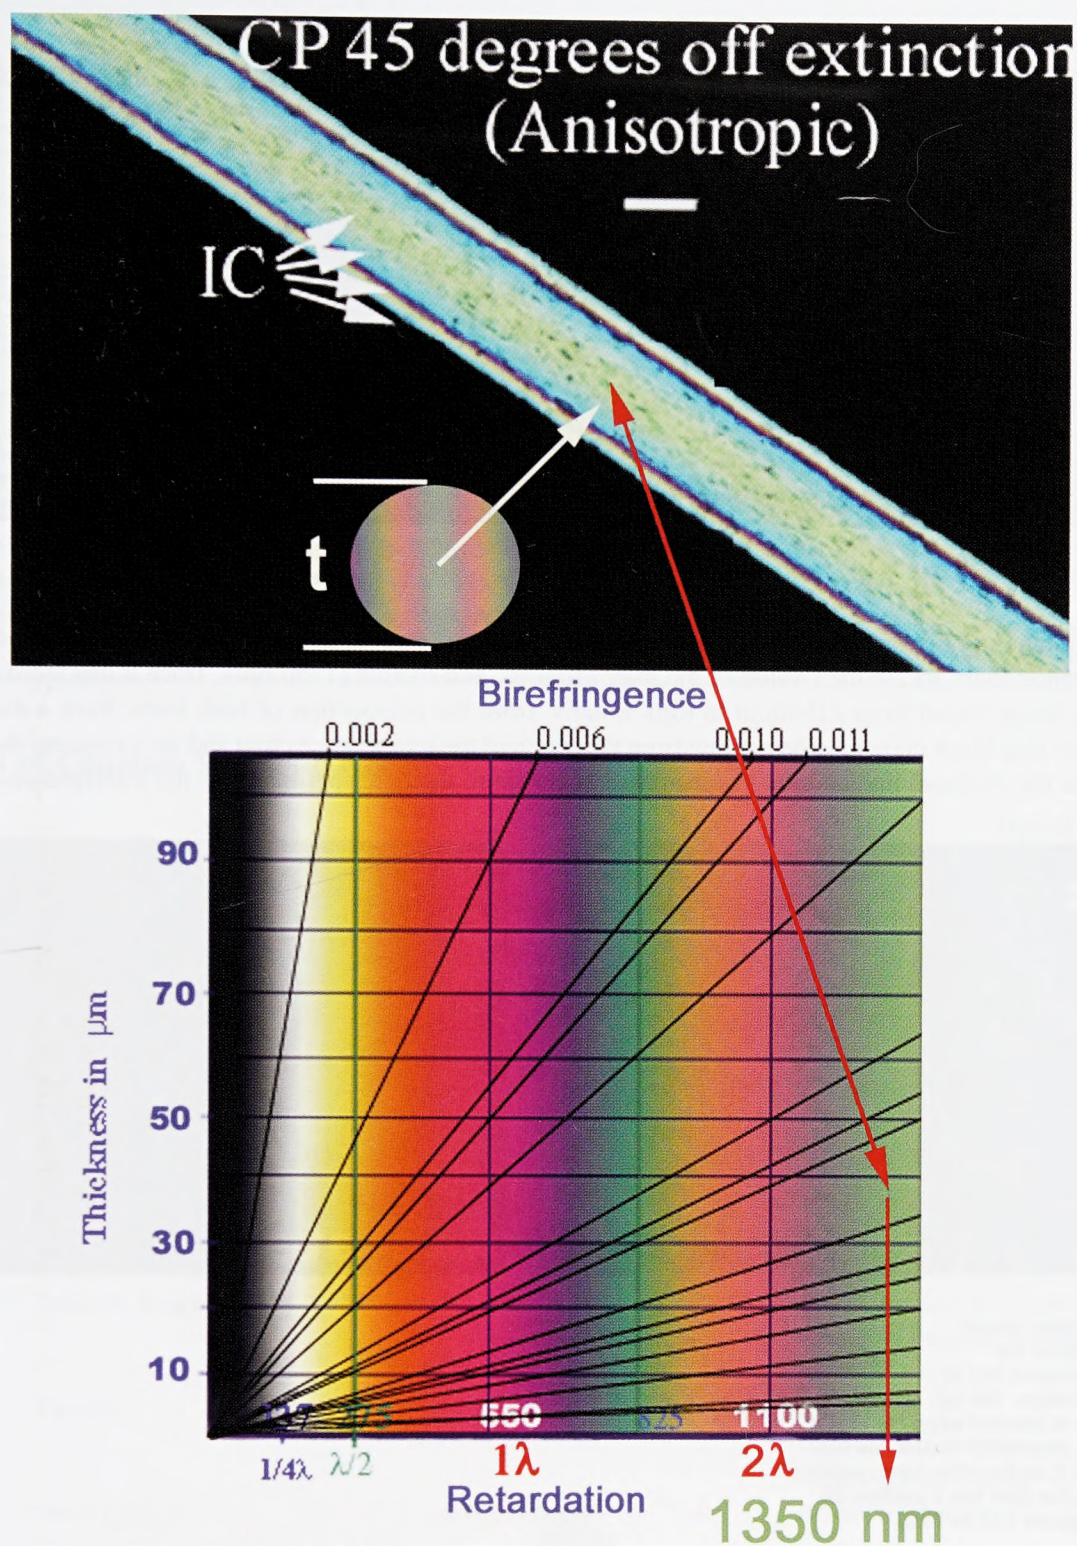 CP 45 degrees off extinction
(Anisotropic)
IC
t
Birefringence
0.002
0.006
0.010
0.011
90
70
50
30
10
Thickness in μm
550
825
1100
1/4λ
λ/2
1λ
2λ
Retardation
1350 nm